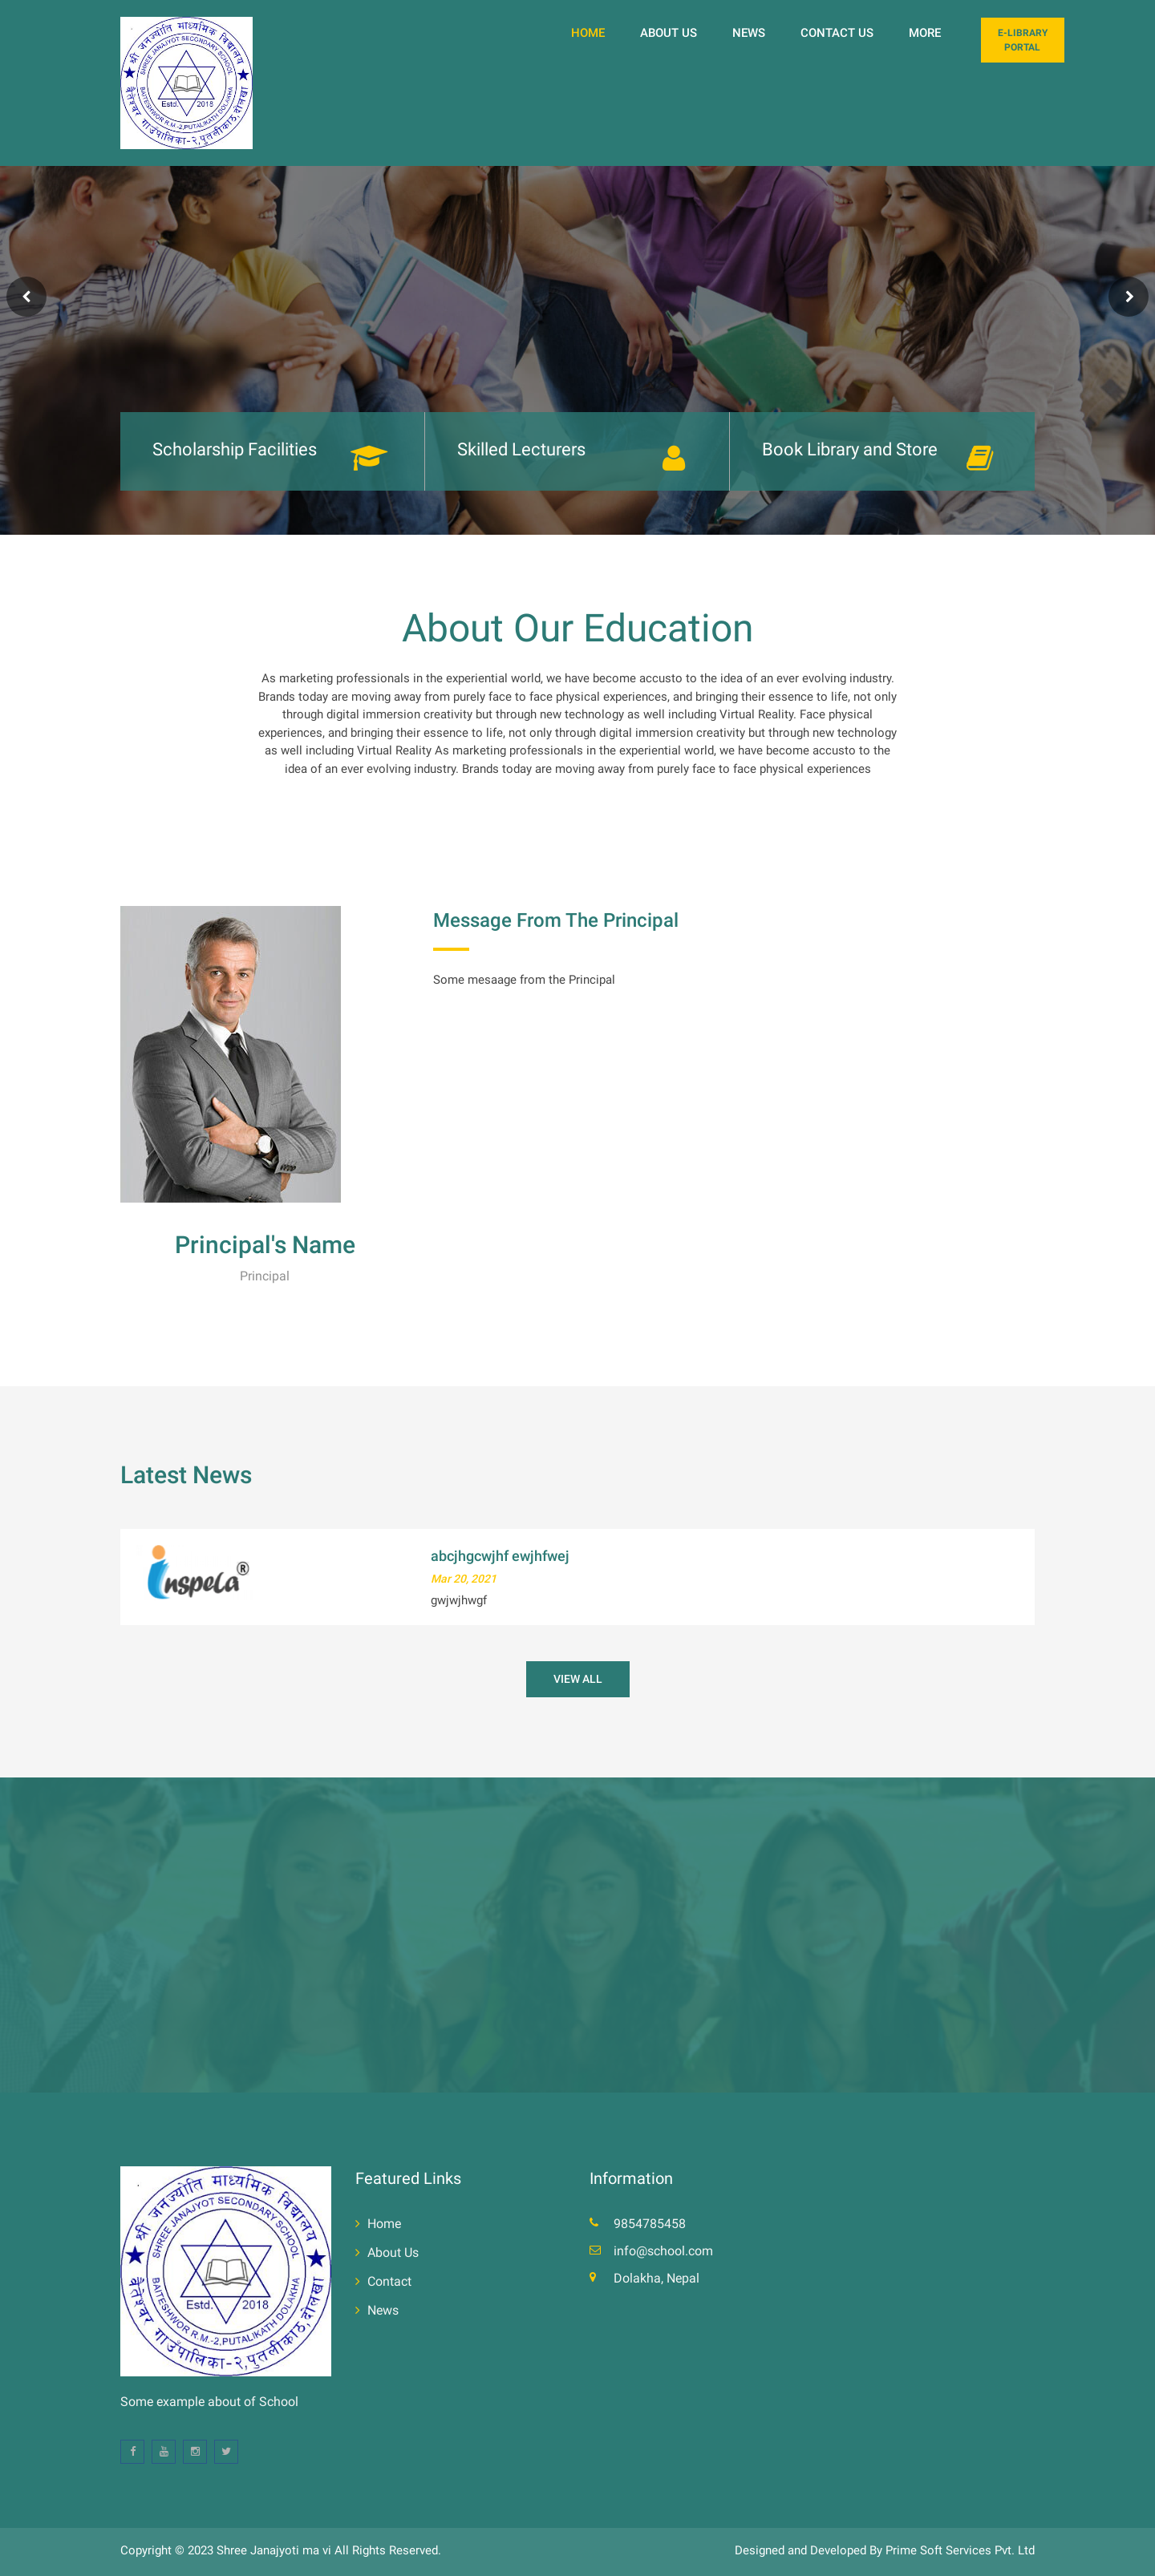 श्री जनज्योति माध्यमिक विद्यालय
SHREE JANAJYOT SECONDARY SCHOOL
Estd. 2018
BAITESHWOR R.M.-2,PUTALIKATH DOLAKHA
बैतेश्वर गाउँपालिका-२,पुतलीकाठ,दोलखा
HOME
ABOUT US
NEWS
CONTACT US
MORE
E-LIBRARY
PORTAL
Scholarship Facilities
Skilled Lecturers
Book Library and Store
About Our Education
As marketing professionals in the experiential world, we have become accusto to the idea of an ever evolving industry.
Brands today are moving away from purely face to face physical experiences, and bringing their essence to life, not only
through digital immersion creativity but through new technology as well including Virtual Reality. Face physical
experiences, and bringing their essence to life, not only through digital immersion creativity but through new technology
as well including Virtual Reality As marketing professionals in the experiential world, we have become accusto to the
idea of an ever evolving industry. Brands today are moving away from purely face to face physical experiences
Message From The Principal
Some mesaage from the Principal
Principal's Name
Principal
Latest News
inspela®
abcjhgcwjhf ewjhfwej
Mar 20, 2021
gwjwjhwgf
VIEW ALL
श्री जनज्योति माध्यमिक विद्यालय
SHREE JANAJYOT SECONDARY SCHOOL
Estd. 2018
BAITESHWOR R.M.-2,PUTALIKATH DOLAKHA
बैतेश्वर गाउँपालिका-२,पुतलीकाठ,दोलखा
Some example about of School
Featured Links
Home
About Us
Contact
News
Information
9854785458
info@school.com
Dolakha, Nepal
Copyright © 2023 Shree Janajyoti ma vi All Rights Reserved.
Designed and Developed By Prime Soft Services Pvt. Ltd